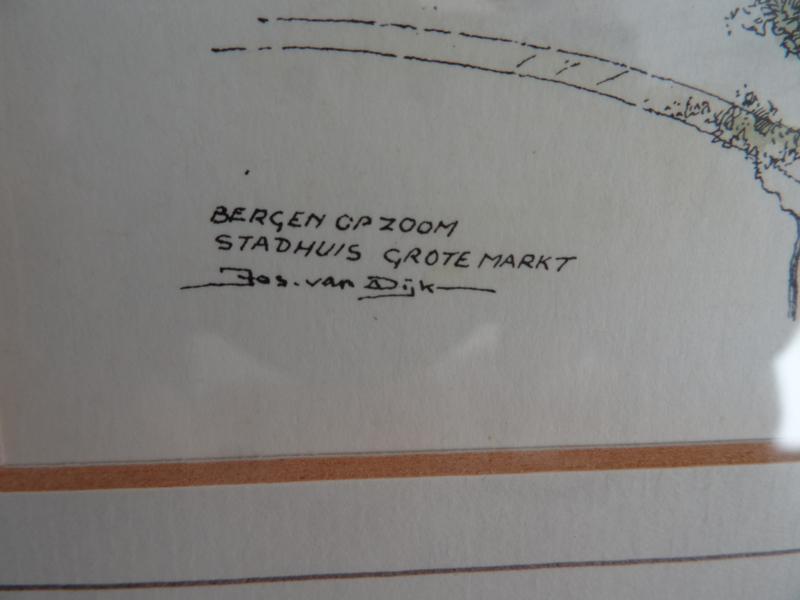 BERGEN OP ZOOM
STADHUIS GROTE MARKT
Jos. van Dijk